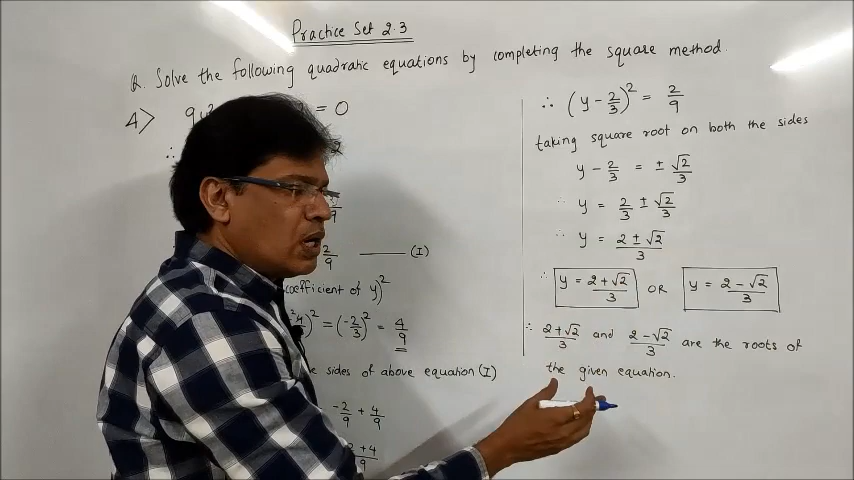 Practice Set 2.3
Q. Solve the following quadratic equations by completing the square method.
4> 9y² = 0
∴
/9
2/9 ——— (I)
coefficient of y)²
)² = (-2/3)² = 4/9
sides of above equation (I)
-2/9 + 4/9
2+4/9
∴ (y - 2/3)² = 2/9
taking square root on both the sides
y - 2/3 = ± √2/3
∴ y = 2/3 ± √2/3
∴ y = 2 ± √2/3
∴ y = 2+√2/3 OR y = 2-√2/3
∴ 2+√2/3 and 2-√2/3 are the roots of
the given equation.